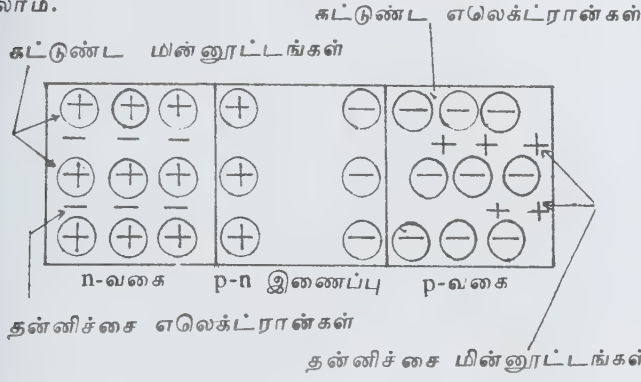 லாம்.
கட்டுண்ட எலெக்ட்ரான்கள்
கட்டுண்ட மின்னூட்டங்கள்
n-வகை p-n இணைப்பு p-வகை
தன்னிச்சை எலெக்ட்ரான்கள்
தன்னிச்சை மின்னூட்டங்கள்